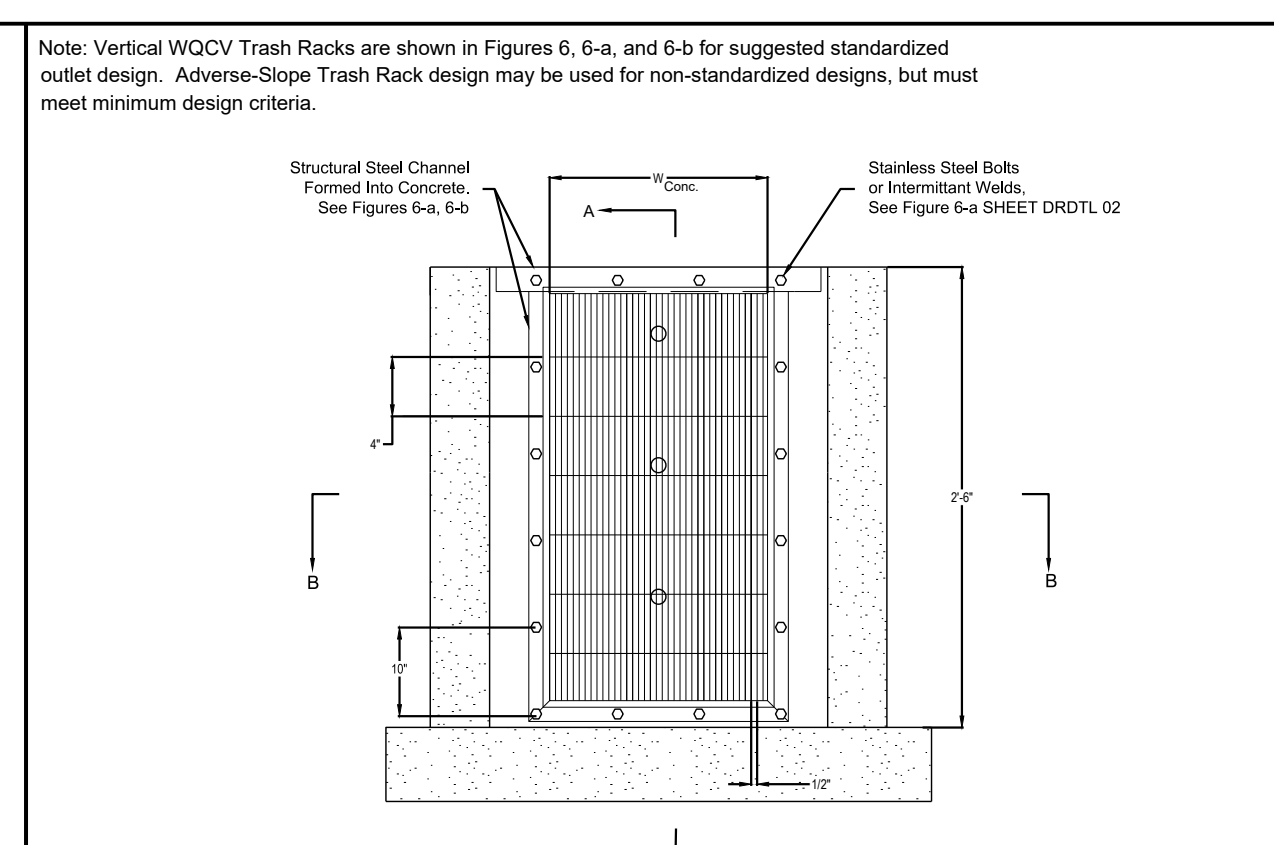 Note: Vertical WQCV Trash Racks are shown in Figures 6, 6-a, and 6-b for suggested standardized
outlet design. Adverse-Slope Trash Rack design may be used for non-standardized designs, but must
meet minimum design criteria.
Structural Steel Channel
Formed Into Concrete.
See Figures 6-a, 6-b
W Conc.
A
Stainless Steel Bolts
or Intermittant Welds,
See Figure 6-a SHEET DRDTL 02
4"
2'-6"
B
B
10"
1/2"